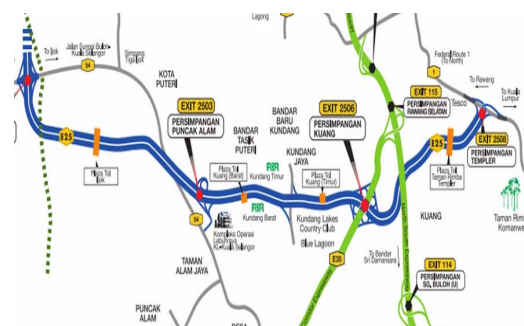 Lagong
To Ijok
Jalan Sungai Buloh
Kuala Selangor
54
Simpang
Tiga Ijok
KOTA
PUTERI
EXIT 2503
PERSIMPANGAN
PUNCAK ALAM
E25
Plaza Tol
Ijok
BANDAR
TASIK
PUTERI
BANDAR
BARU
KUNDANG
EXIT 2506
PERSIMPANGAN
KUANG
Plaza Tol
Kuang (Barat)
R&R
Kundang Timur
KUNDANG
JAYA
Plaza Tol
Kuang (Timur)
R&R
Kundang Barat
54
Kompleks Operasi
Lebuhraya
KL-Kuala Selangor
Kundang Lakes
Country Club
Blue Lagoon
TAMAN
ALAM JAYA
PUNCAK
ALAM
E35
Federal Route 1
(To North)
1
To Rawang
To Kuala
Lumpur
EXIT 115
PERSIMPANGAN
RAWANG SELATAN
Tesco
E25
EXIT 2508
PERSIMPANGAN
TEMPLER
Plaza Tol
Taman Rimba
Templer
KUANG
Taman Rimba
Komanwe
To Bandar
Sri Damansara
EXIT 114
PERSIMPANGAN
SG. BULOH (U)